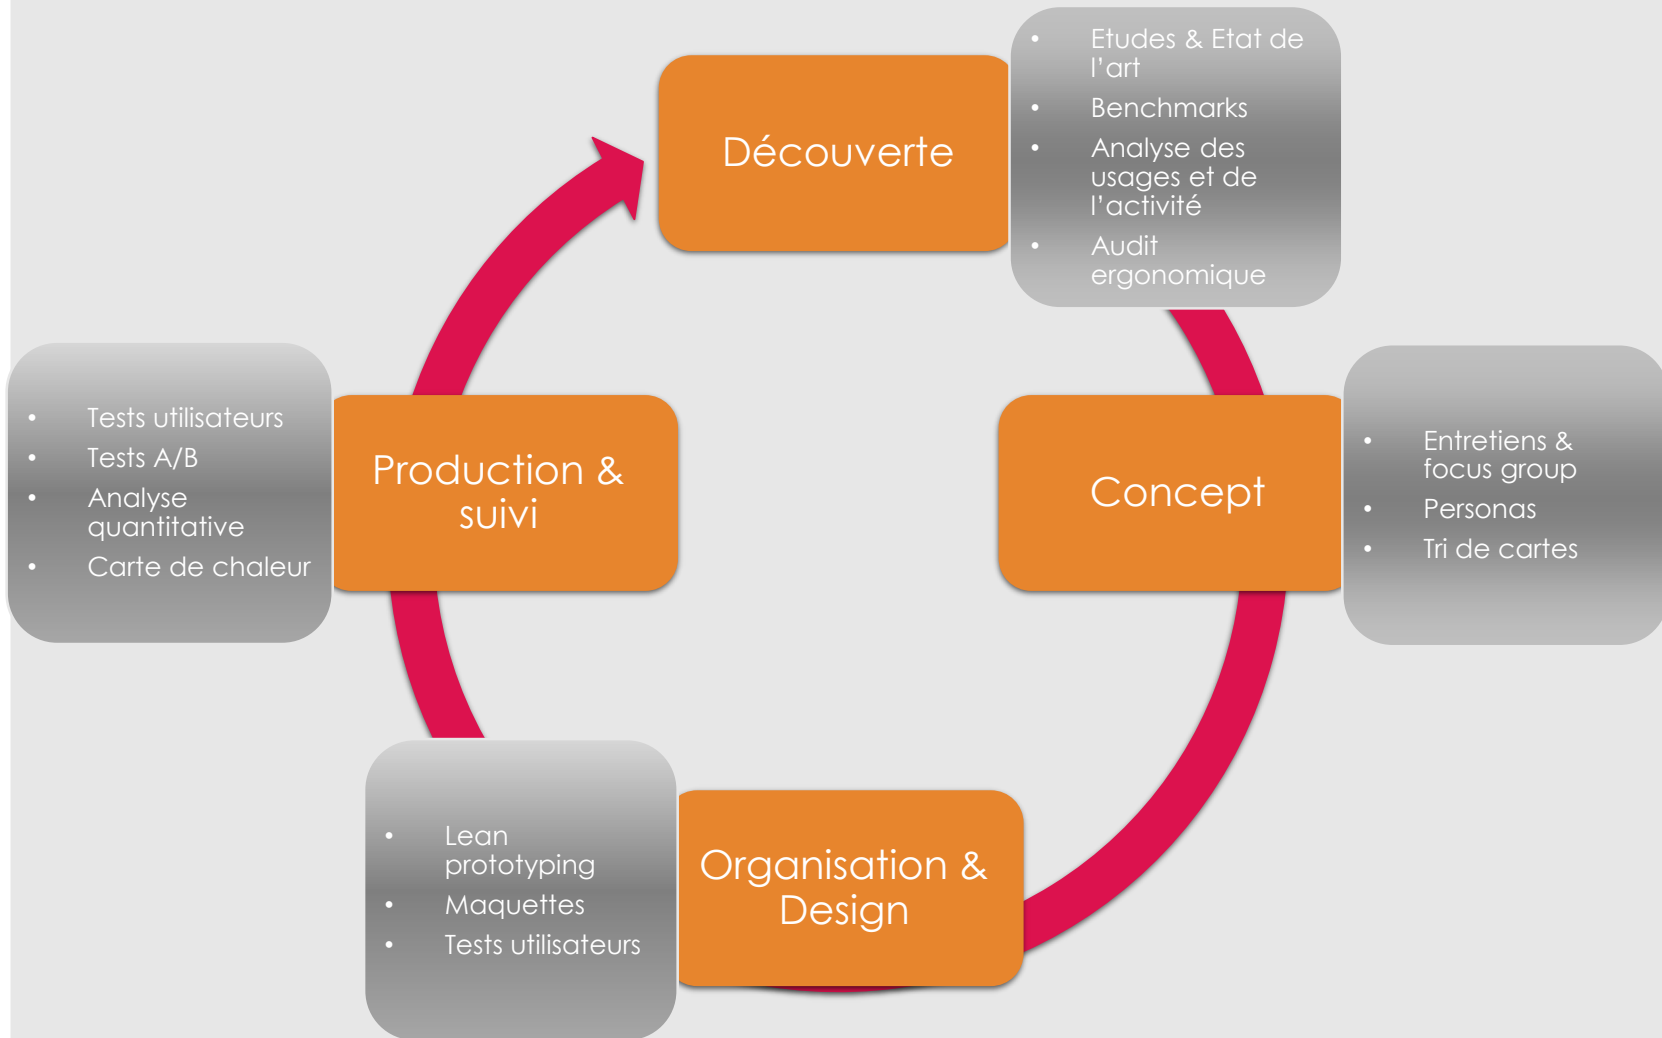 Découverte
• Etudes & Etat de
l’art
• Benchmarks
• Analyse des
usages et de
l’activité
• Audit
ergonomique
Concept
• Entretiens &
focus group
• Personas
• Tri de cartes
Organisation &
Design
• Lean
prototyping
• Maquettes
• Tests utilisateurs
Production &
suivi
• Tests utilisateurs
• Tests A/B
• Analyse
quantitative
• Carte de chaleur